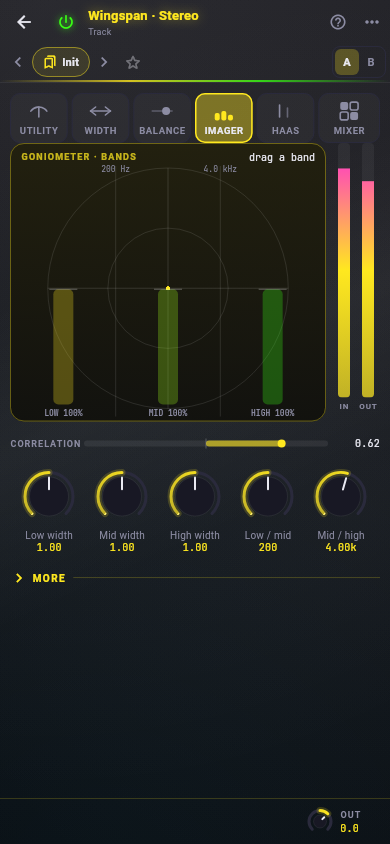 Wingspan · Stereo
Track
Init
A B
UTILITY WIDTH BALANCE IMAGER HAAS MIXER
GONIOMETER · BANDS drag a band
200 Hz 4.0 kHz
LOW 100% MID 100% HIGH 100%
IN OUT
CORRELATION 0.62
Low width Mid width High width Low / mid Mid / high
1.00 1.00 1.00 200 4.00k
MORE
OUT
0.0